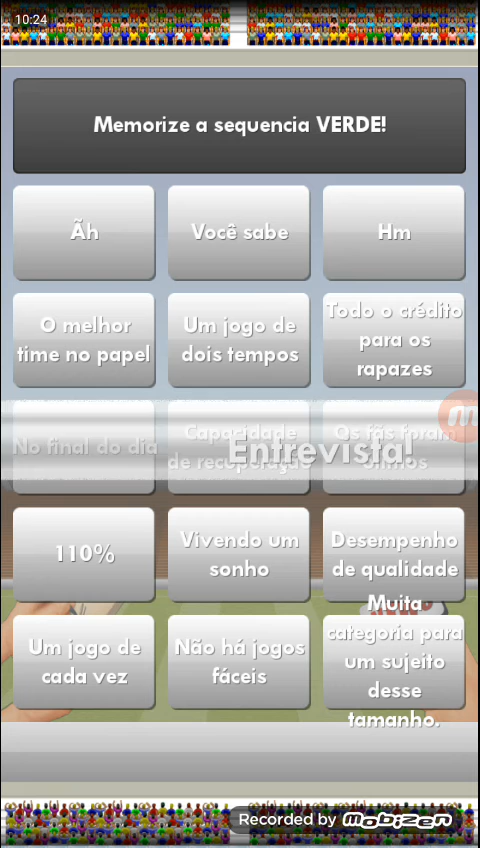 10:24
Memorize a sequencia VERDE!
Ãh
Você sabe
Hm
O melhor
time no papel
Um jogo de
dois tempos
Todo o crédito
para os
rapazes
No final do dia
Capacidade
de recuperação
Os fãs foram
ótimos
Entrevista!
110%
Vivendo um
sonho
Desempenho
de qualidade
Um jogo de
cada vez
Não há jogos
fáceis
Muita
categoria para
um sujeito
desse
tamanho.
Recorded by mobizen